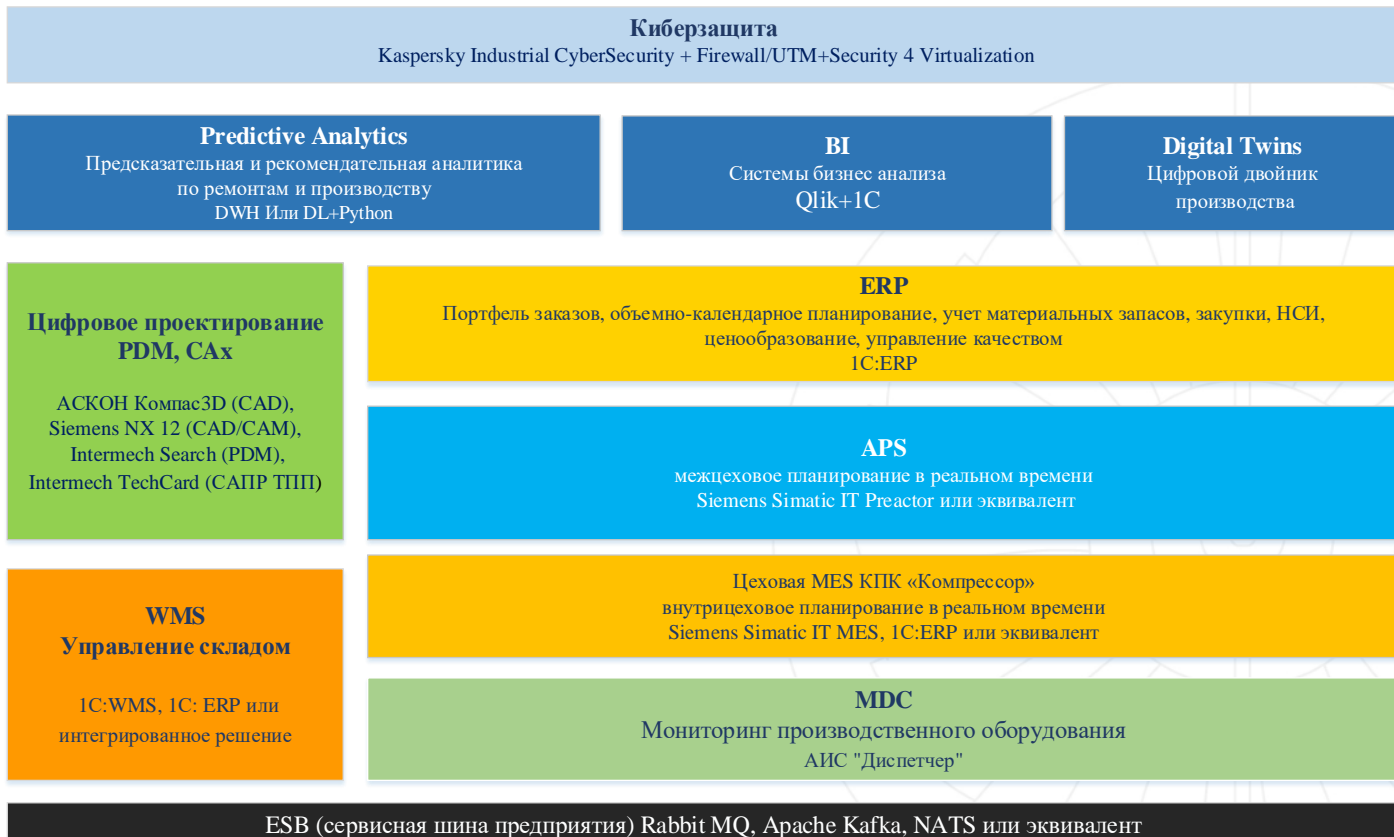 Киберзащита
Kaspersky Industrial CyberSecurity + Firewall/UTM+Security 4 Virtualization
Predictive Analytics
Предсказательная и рекомендательная аналитика
по ремонтам и производству
DWH Или DL+Python
BI
Системы бизнес анализа
Qlik+1C
Digital Twins
Цифровой двойник
производства
Цифровое проектирование
PDM, CAx
АСКОН Компас3D (CAD),
Siemens NX 12 (CAD/CAM),
Intermech Search (PDM),
Intermech TechCard (САПР ТПП)
ERP
Портфель заказов, объемно-календарное планирование, учет материальных запасов, закупки, НСИ,
ценообразование, управление качеством
1C:ERP
APS
межцеховое планирование в реальном времени
Siemens Simatic IT Preactor или эквивалент
Цеховая MES КПК «Компрессор»
внутрицеховое планирование в реальном времени
Siemens Simatic IT MES, 1C:ERP или эквивалент
WMS
Управление складом
1C:WMS, 1C: ERP или
интегрированное решение
MDC
Мониторинг производственного оборудования
АИС "Диспетчер"
ESB (сервисная шина предприятия) Rabbit MQ, Apache Kafka, NATS или эквивалент